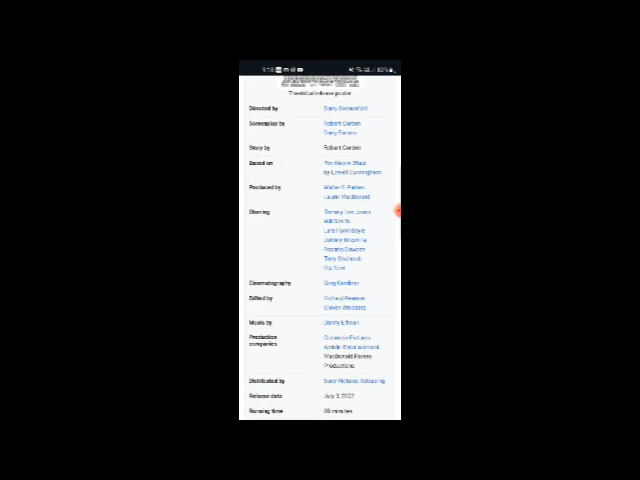 9:18
82%
Theatrical release poster
Directed by Barry Sonnenfeld
Screenplay by Robert Gordon
Barry Fanaro
Story by Robert Gordon
Based on The Men in Black
by Lowell Cunningham
Produced by Walter F. Parkes
Laurie MacDonald
Starring Tommy Lee Jones
Will Smith
Lara Flynn Boyle
Johnny Knoxville
Rosario Dawson
Tony Shalhoub
Rip Torn
Cinematography Greg Gardiner
Edited by Richard Pearson
Steven Weisberg
Music by Danny Elfman
Production Columbia Pictures
companies Amblin Entertainment
MacDonald Parkes
Productions
Distributed by Sony Pictures Releasing
Release date July 3, 2002
Running time 88 minutes